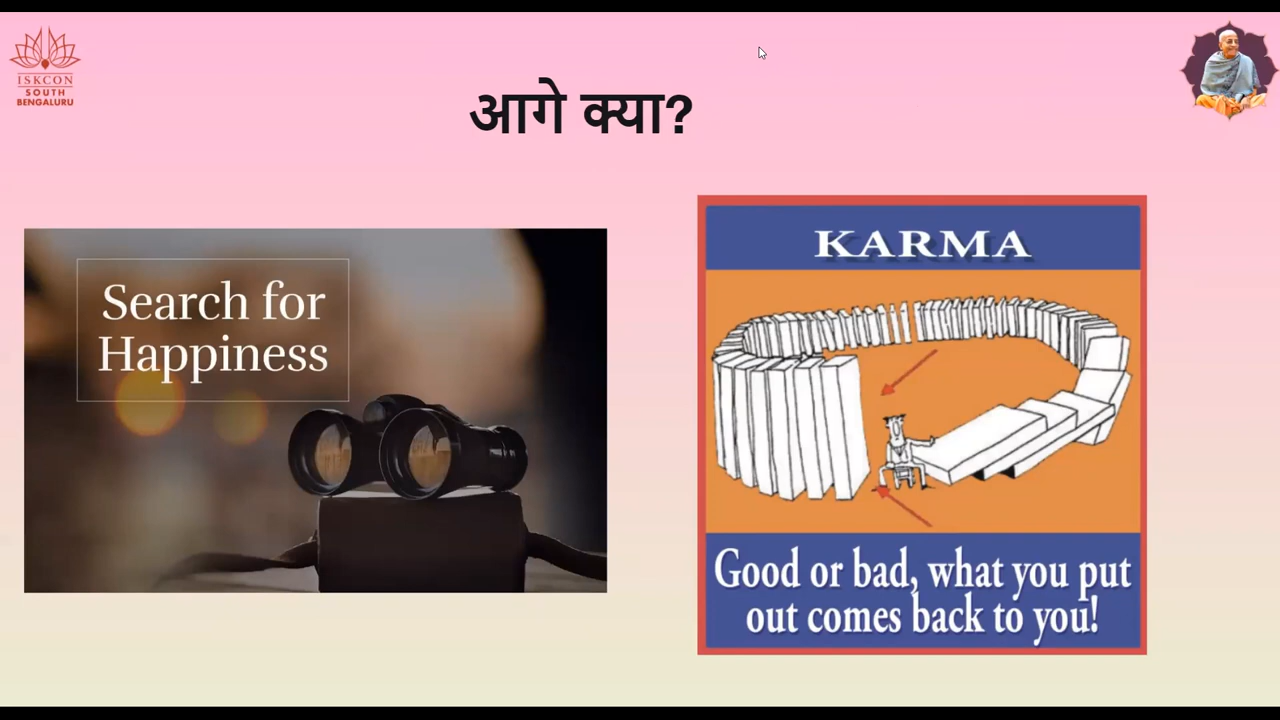 ISKCON
SOUTH
BENGALURU
आगे क्या?
Search for
Happiness
KARMA
Good or bad, what you put
out comes back to you!